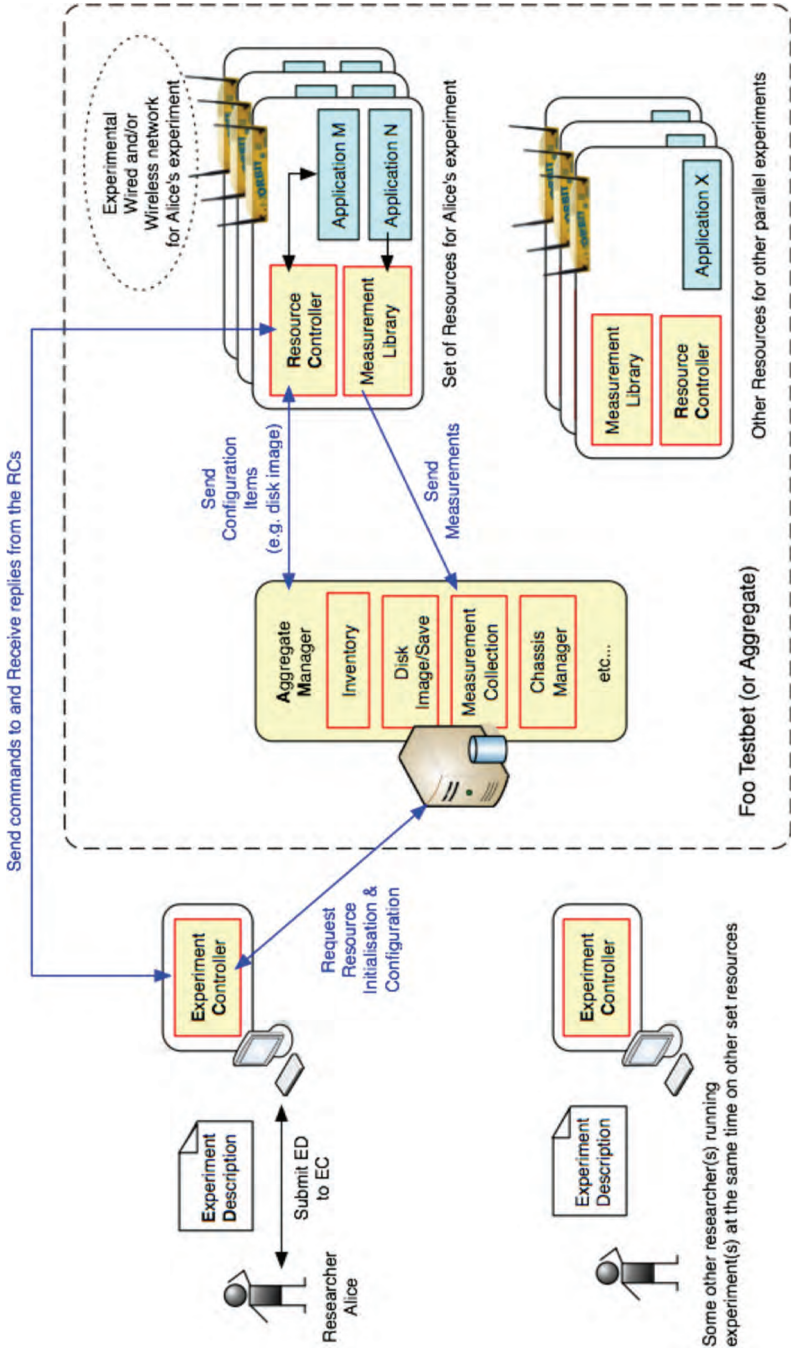 Send commands to and Receive replies from the RCs
Researcher
Alice
Experiment
Description
Submit ED
to EC
Experiment
Controller
Request
Resource
Initialisation &
Configuration
Aggregate
Manager
Inventory
Disk
Image/Save
Measurement
Collection
Chassis
Manager
etc...
Send
Configuration
Items
(e.g. disk image)
Send
Measurements
Experimental
Wired and/or
Wireless network
for Alice's experiment
ORBIT
Resource
Controller
Measurement
Library
Application M
Application N
Set of Resources for Alice's experiment
Some other researcher(s) running
experiment(s) at the same time on other set resources
Experiment
Description
Experiment
Controller
Foo Testbet (or Aggregate)
ORBIT
Measurement
Library
Resource
Controller
Application X
Other Resources for other parallel experiments